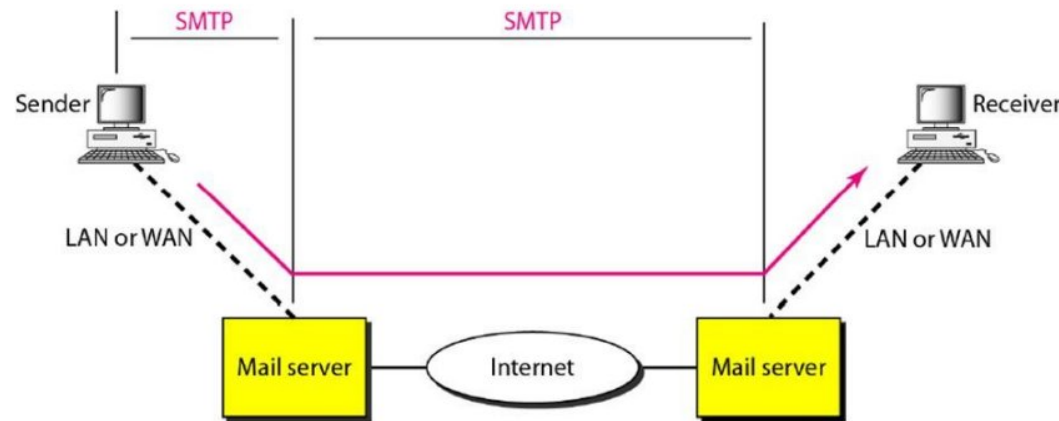 SMTP
SMTP
Sender
Receiver
LAN or WAN
LAN or WAN
Mail server
Internet
Mail server